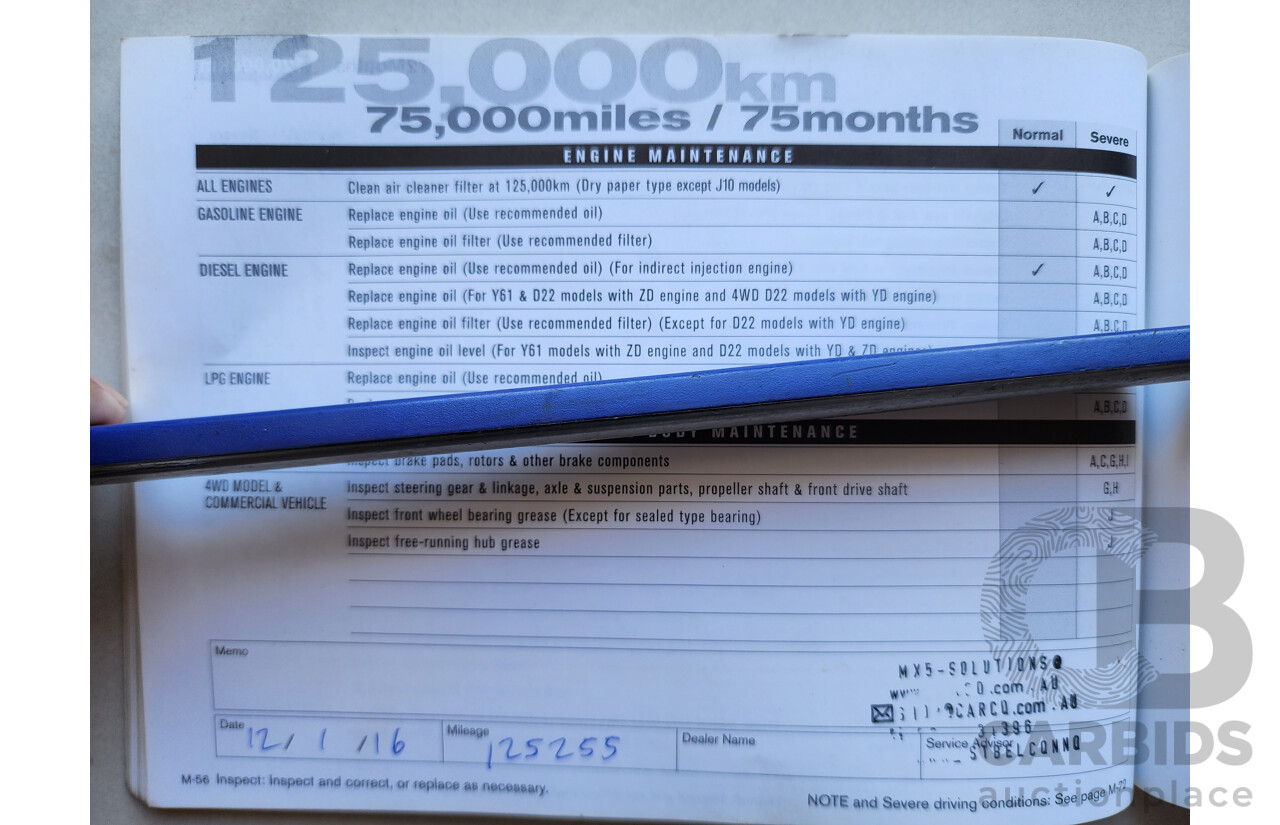 125,000km
75,000miles / 75months
Normal Severe
ENGINE MAINTENANCE
ALL ENGINES Clean air cleaner filter at 125,000km (Dry paper type except J10 models) ✓ ✓
GASOLINE ENGINE Replace engine oil (Use recommended oil) A,B,C,D
Replace engine oil filter (Use recommended filter) A,B,C,D
DIESEL ENGINE Replace engine oil (Use recommended oil) (For indirect injection engine) ✓ A,B,C,D
Replace engine oil (For Y61 & D22 models with ZD engine and 4WD D22 models with YD engine) A,B,C,D
Replace engine oil filter (Use recommended filter) (Except for D22 models with YD engine) A,B,C,D
Inspect engine oil level (For Y61 models with ZD engine and D22 models with YD & ZD engines)
LPG ENGINE Replace engine oil (Use recommended oil)
A,B,C,D
BODY MAINTENANCE
Inspect brake pads, rotors & other brake components A,C,G,H,I
4WD MODEL & COMMERCIAL VEHICLE Inspect steering gear & linkage, axle & suspension parts, propeller shaft & front drive shaft G,H
Inspect front wheel bearing grease (Except for sealed type bearing) J
Inspect free-running hub grease J
Memo
MX5-SOLUTIONS@
.com.AU
@CARCQ.com.AU
31396
ST BELCONNO
Date 12/1/16 Mileage 125255 Dealer Name Service Advisor
M-56 Inspect: Inspect and correct, or replace as necessary.
NOTE and Severe driving conditions: See page M-22
CB
CARBIDS
auctionplace